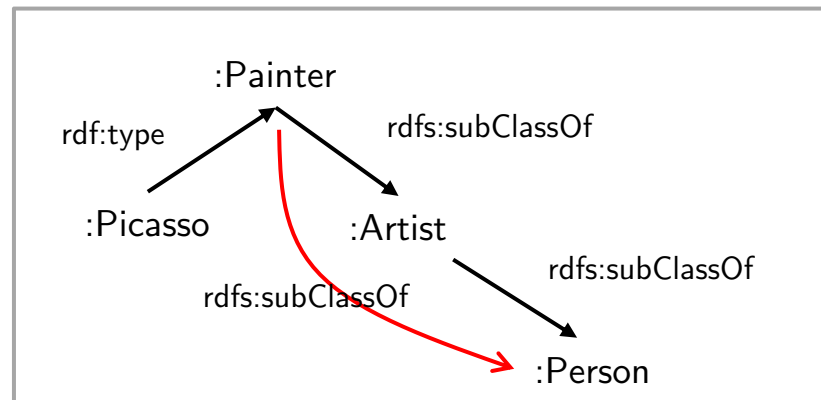 :Painter
rdf:type
rdfs:subClassOf
:Picasso
:Artist
rdfs:subClassOf
rdfs:subClassOf
:Person